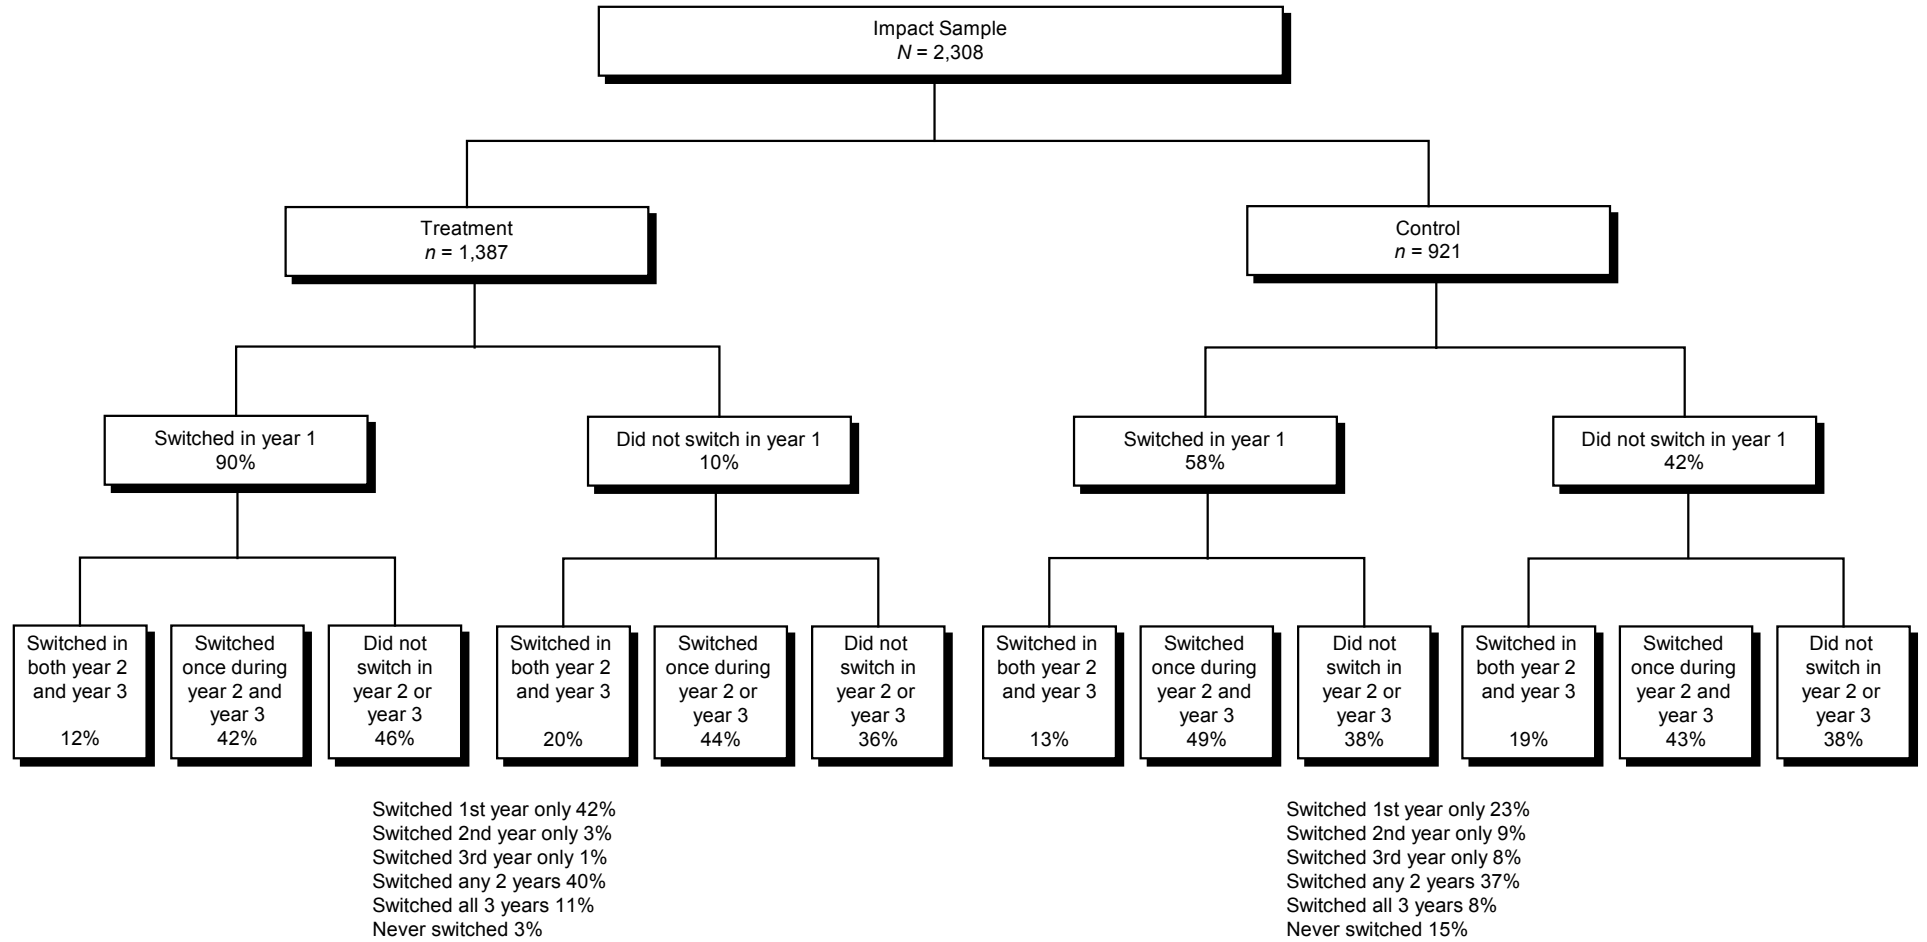 Impact Sample
N = 2,308
Treatment
n = 1,387
Control
n = 921
Switched in year 1
90%
Did not switch in year 1
10%
Switched in year 1
58%
Did not switch in year 1
42%
Switched in
both year 2
and year 3
12%
Switched
once during
year 2 and
year 3
42%
Did not
switch in
year 2 or
year 3
46%
Switched in
both year 2
and year 3
20%
Switched
once during
year 2 or
year 3
44%
Did not
switch in
year 2 or
year 3
36%
Switched in
both year 2
and year 3
13%
Switched
once during
year 2 and
year 3
49%
Did not
switch in
year 2 or
year 3
38%
Switched in
both year 2
and year 3
19%
Switched
once during
year 2 and
year 3
43%
Did not
switch in
year 2 or
year 3
38%
Switched 1st year only 42%
Switched 2nd year only 3%
Switched 3rd year only 1%
Switched any 2 years 40%
Switched all 3 years 11%
Never switched 3%
Switched 1st year only 23%
Switched 2nd year only 9%
Switched 3rd year only 8%
Switched any 2 years 37%
Switched all 3 years 8%
Never switched 15%